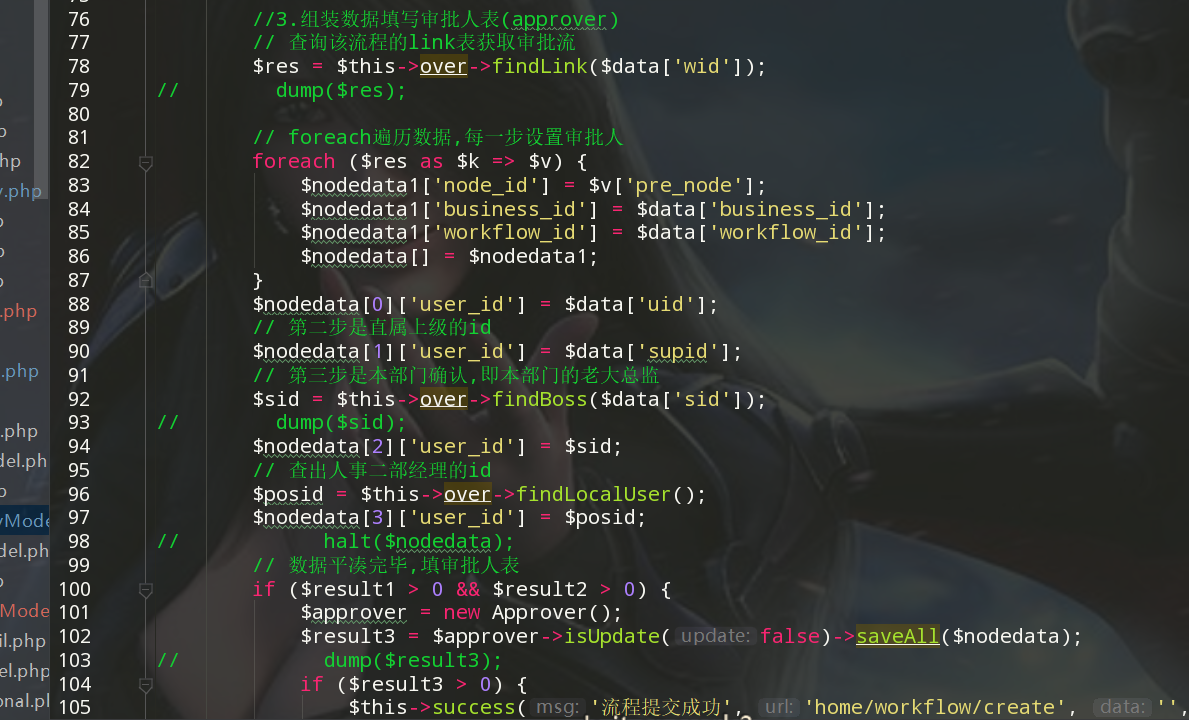 76 //3.组装数据填写审批人表(approver)
77 // 查询该流程的link表获取审批流
78 $res = $this->over->findLink($data['wid']);
79 // dump($res);
80
81 // foreach遍历数据,每一步设置审批人
.php
82 foreach ($res as $k => $v) {
83 $nodedata1['node_id'] = $v['pre_node'];
84 $nodedata1['business_id'] = $data['business_id'];
85 $nodedata1['workflow_id'] = $data['workflow_id'];
86 $nodedata[] = $nodedata1;
87 }
88 $nodedata[0]['user_id'] = $data['uid'];
.php
89 // 第二步是直属上级的id
90 $nodedata[1]['user_id'] = $data['supid'];
.php
91 // 第三步是本部门确认,即本部门的老大总监
92 $sid = $this->over->findBoss($data['sid']);
93 // dump($sid);
.php
94 $nodedata[2]['user_id'] = $sid;
del.ph
95 // 查出人事二部经理的id
96 $posid = $this->over->findLocalUser();
97 $nodedata[3]['user_id'] = $posid;
98 // halt($nodedata);
del.ph
99 // 数据平凑完毕,填审批人表
100 if ($result1 > 0 && $result2 > 0) {
101 $approver = new Approver();
Mode
102 $result3 = $approver->isUpdate( update: false)->saveAll($nodedata);
il.php
103 // dump($result3);
el.php
104 if ($result3 > 0) {
105 $this->success( msg: '流程提交成功', url: 'home/workflow/create', data: '',
onal.pl